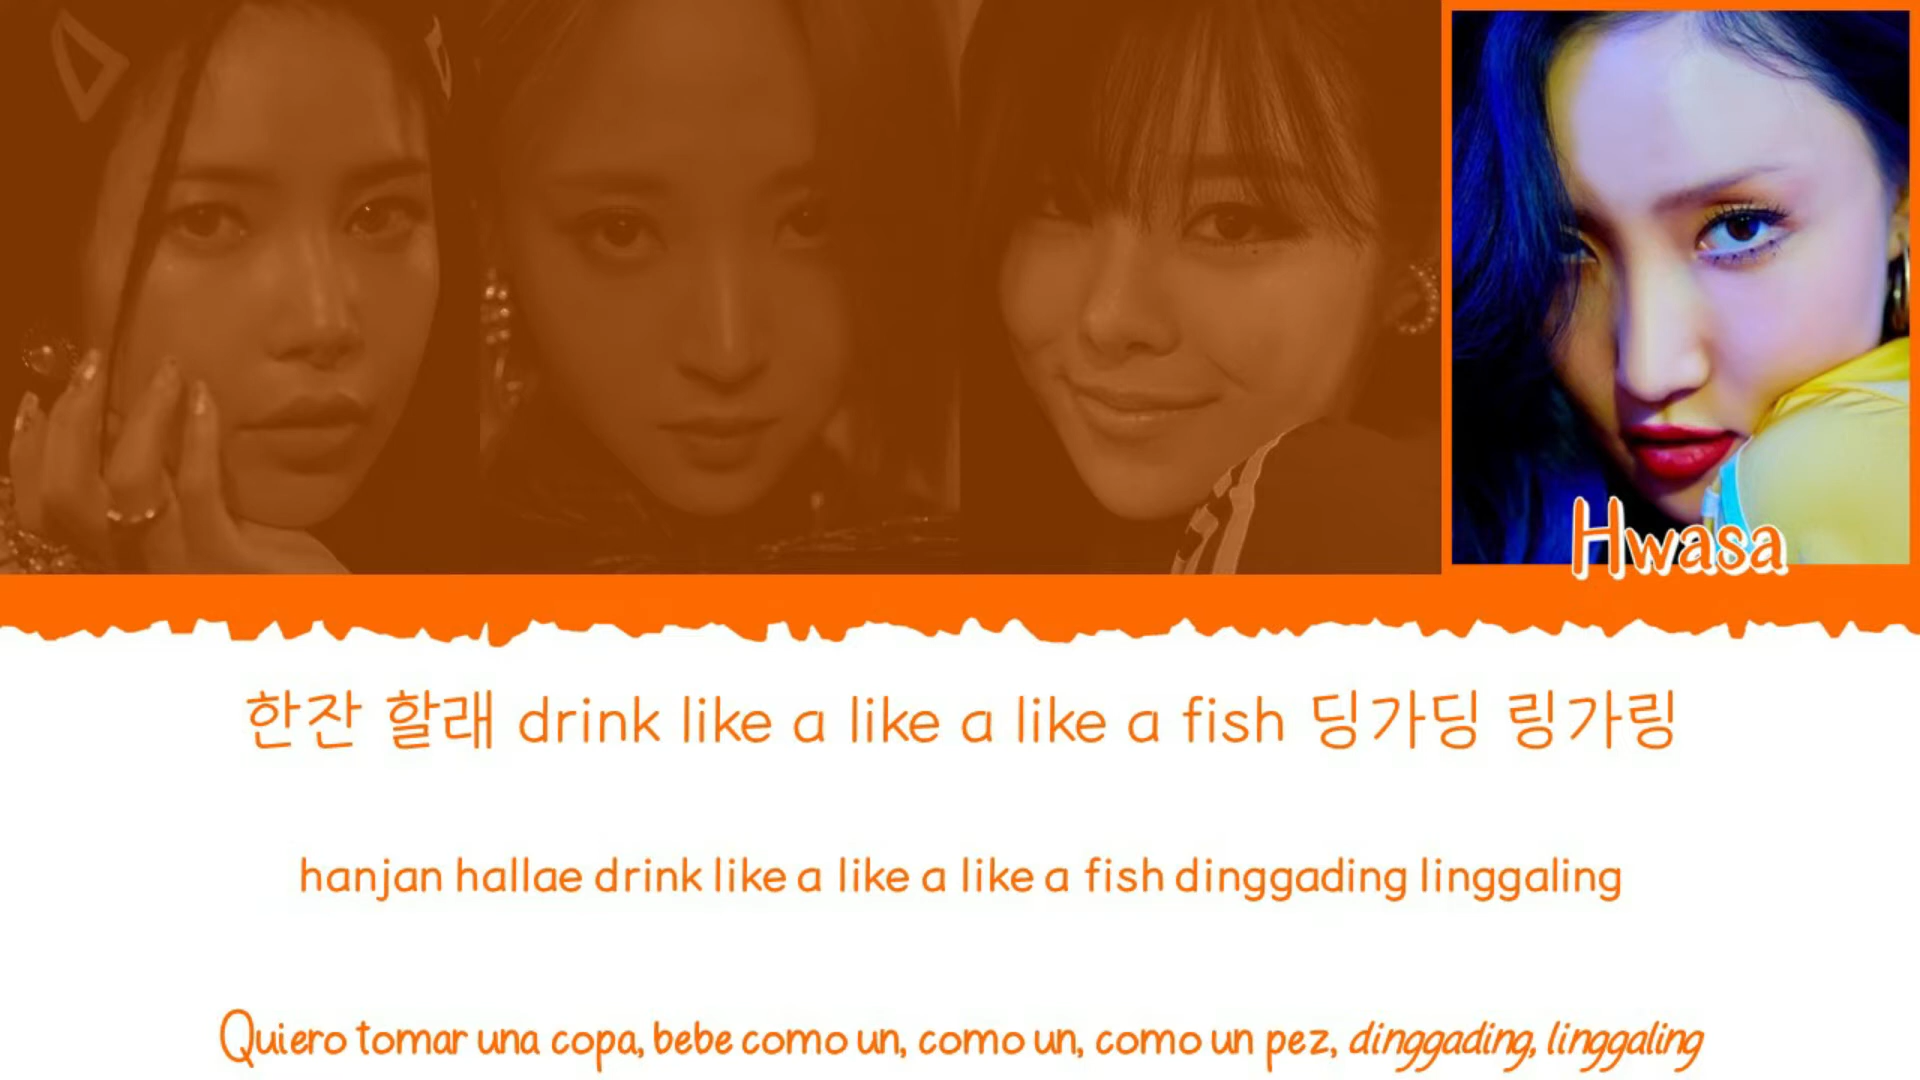 Hwasa
한잔 할래 drink like a like a like a fish 딩가딩 링가링
hanjan hallae drink like a like a like a fish dinggading linggaling
Quiero tomar una copa, bebe como un, como un, como un pez, dinggading, linggaling